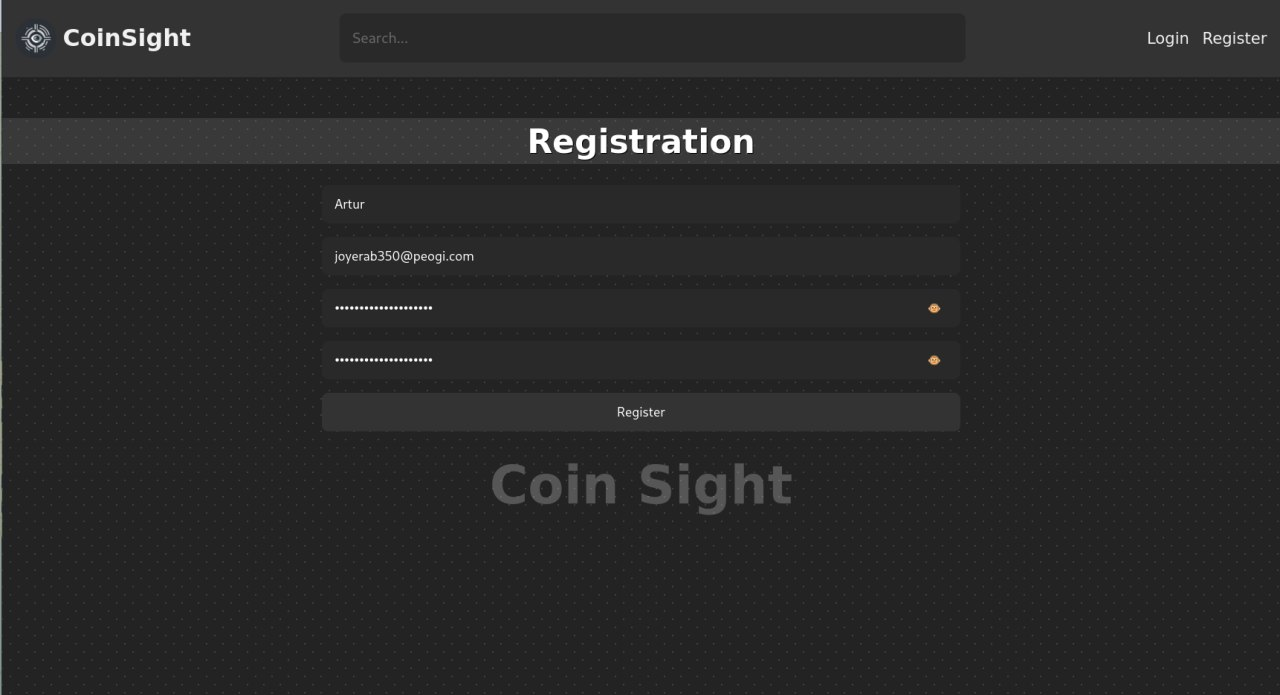 CoinSight
Search...
Login Register
Registration
Artur
joyerab350@peogi.com
••••••••••••••••••••
••••••••••••••••••••
Register
Coin Sight